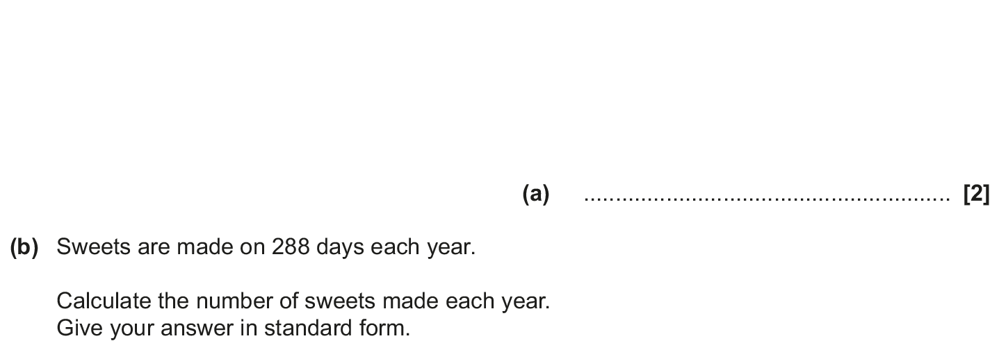 (a) .......................................................... [2]
(b) Sweets are made on 288 days each year.
Calculate the number of sweets made each year.
Give your answer in standard form.